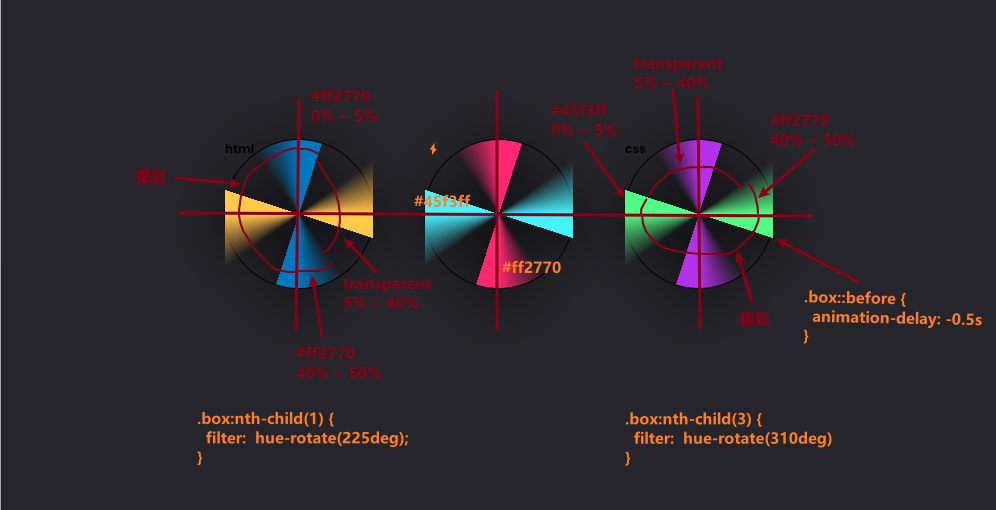 transparent
5% ~ 40%
#ff2770
0% ~ 5%
#45f3ff
0% ~ 5%
#ff2770
40% ~ 50%
html
css
重复
#45f3ff
#ff2770
transparent
5% ~ 40%
重复
.box::before {
animation-delay: -0.5s
}
#ff2770
40% ~ 50%
.box:nth-child(1) {
filter: hue-rotate(225deg);
}
.box:nth-child(3) {
filter: hue-rotate(310deg)
}